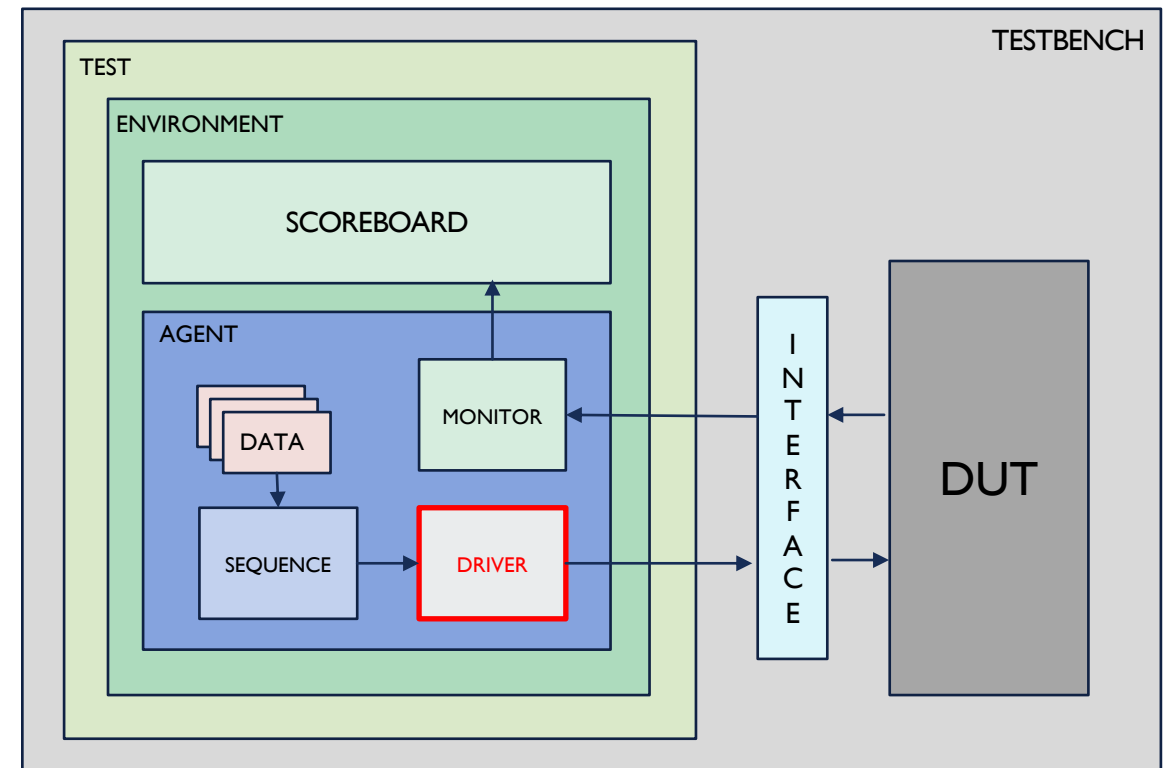 TESTBENCH
TEST
ENVIRONMENT
SCOREBOARD
AGENT
DATA
MONITOR
SEQUENCE
DRIVER
I
N
T
E
R
F
A
C
E
DUT